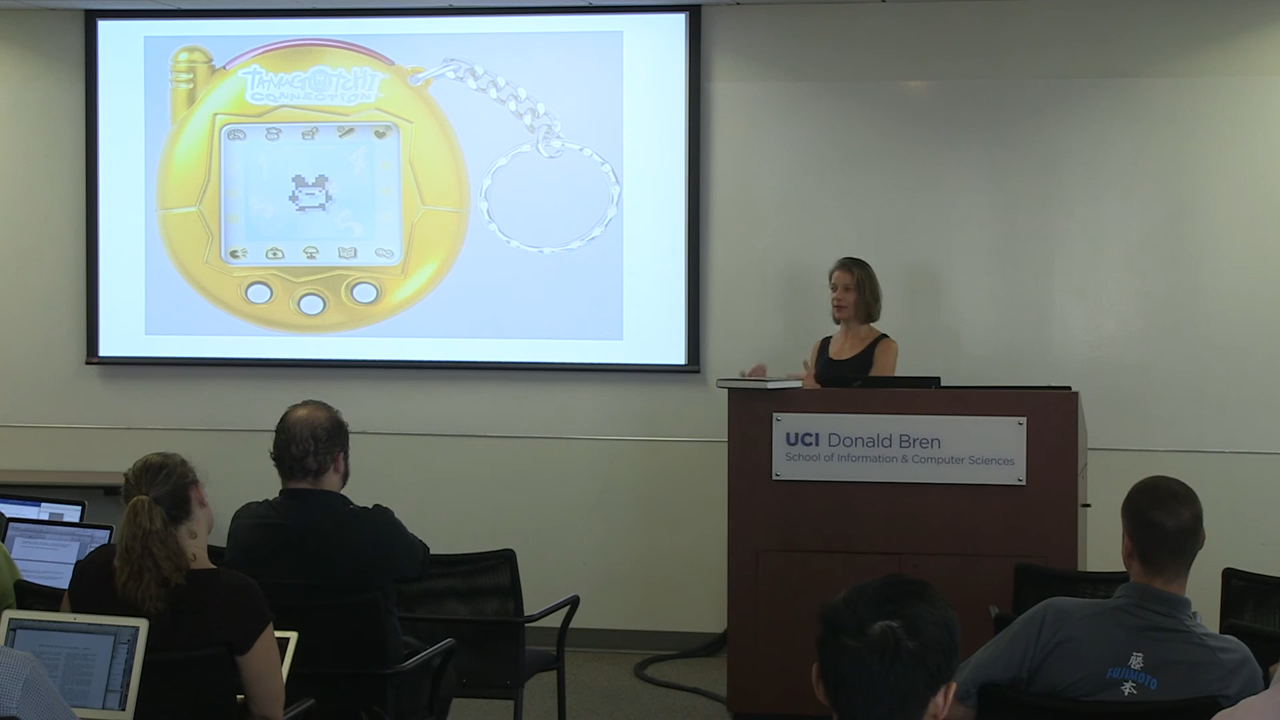 TAMAGOTCHI
CONNECTION
UCI Donald Bren
School of Information & Computer Sciences
藤
FUJIMOTO
本